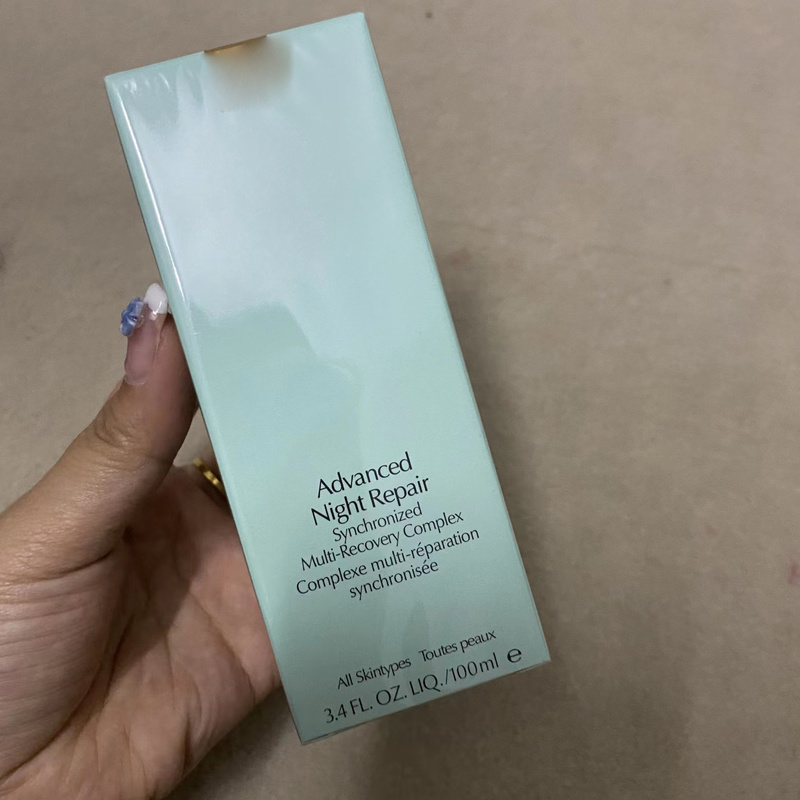 Advanced
Night Repair
Synchronized
Multi-Recovery Complex
Complexe multi-réparation
synchronisée
All Skintypes Toutes peaux
3.4 FL. OZ. LIQ./100ml ℮